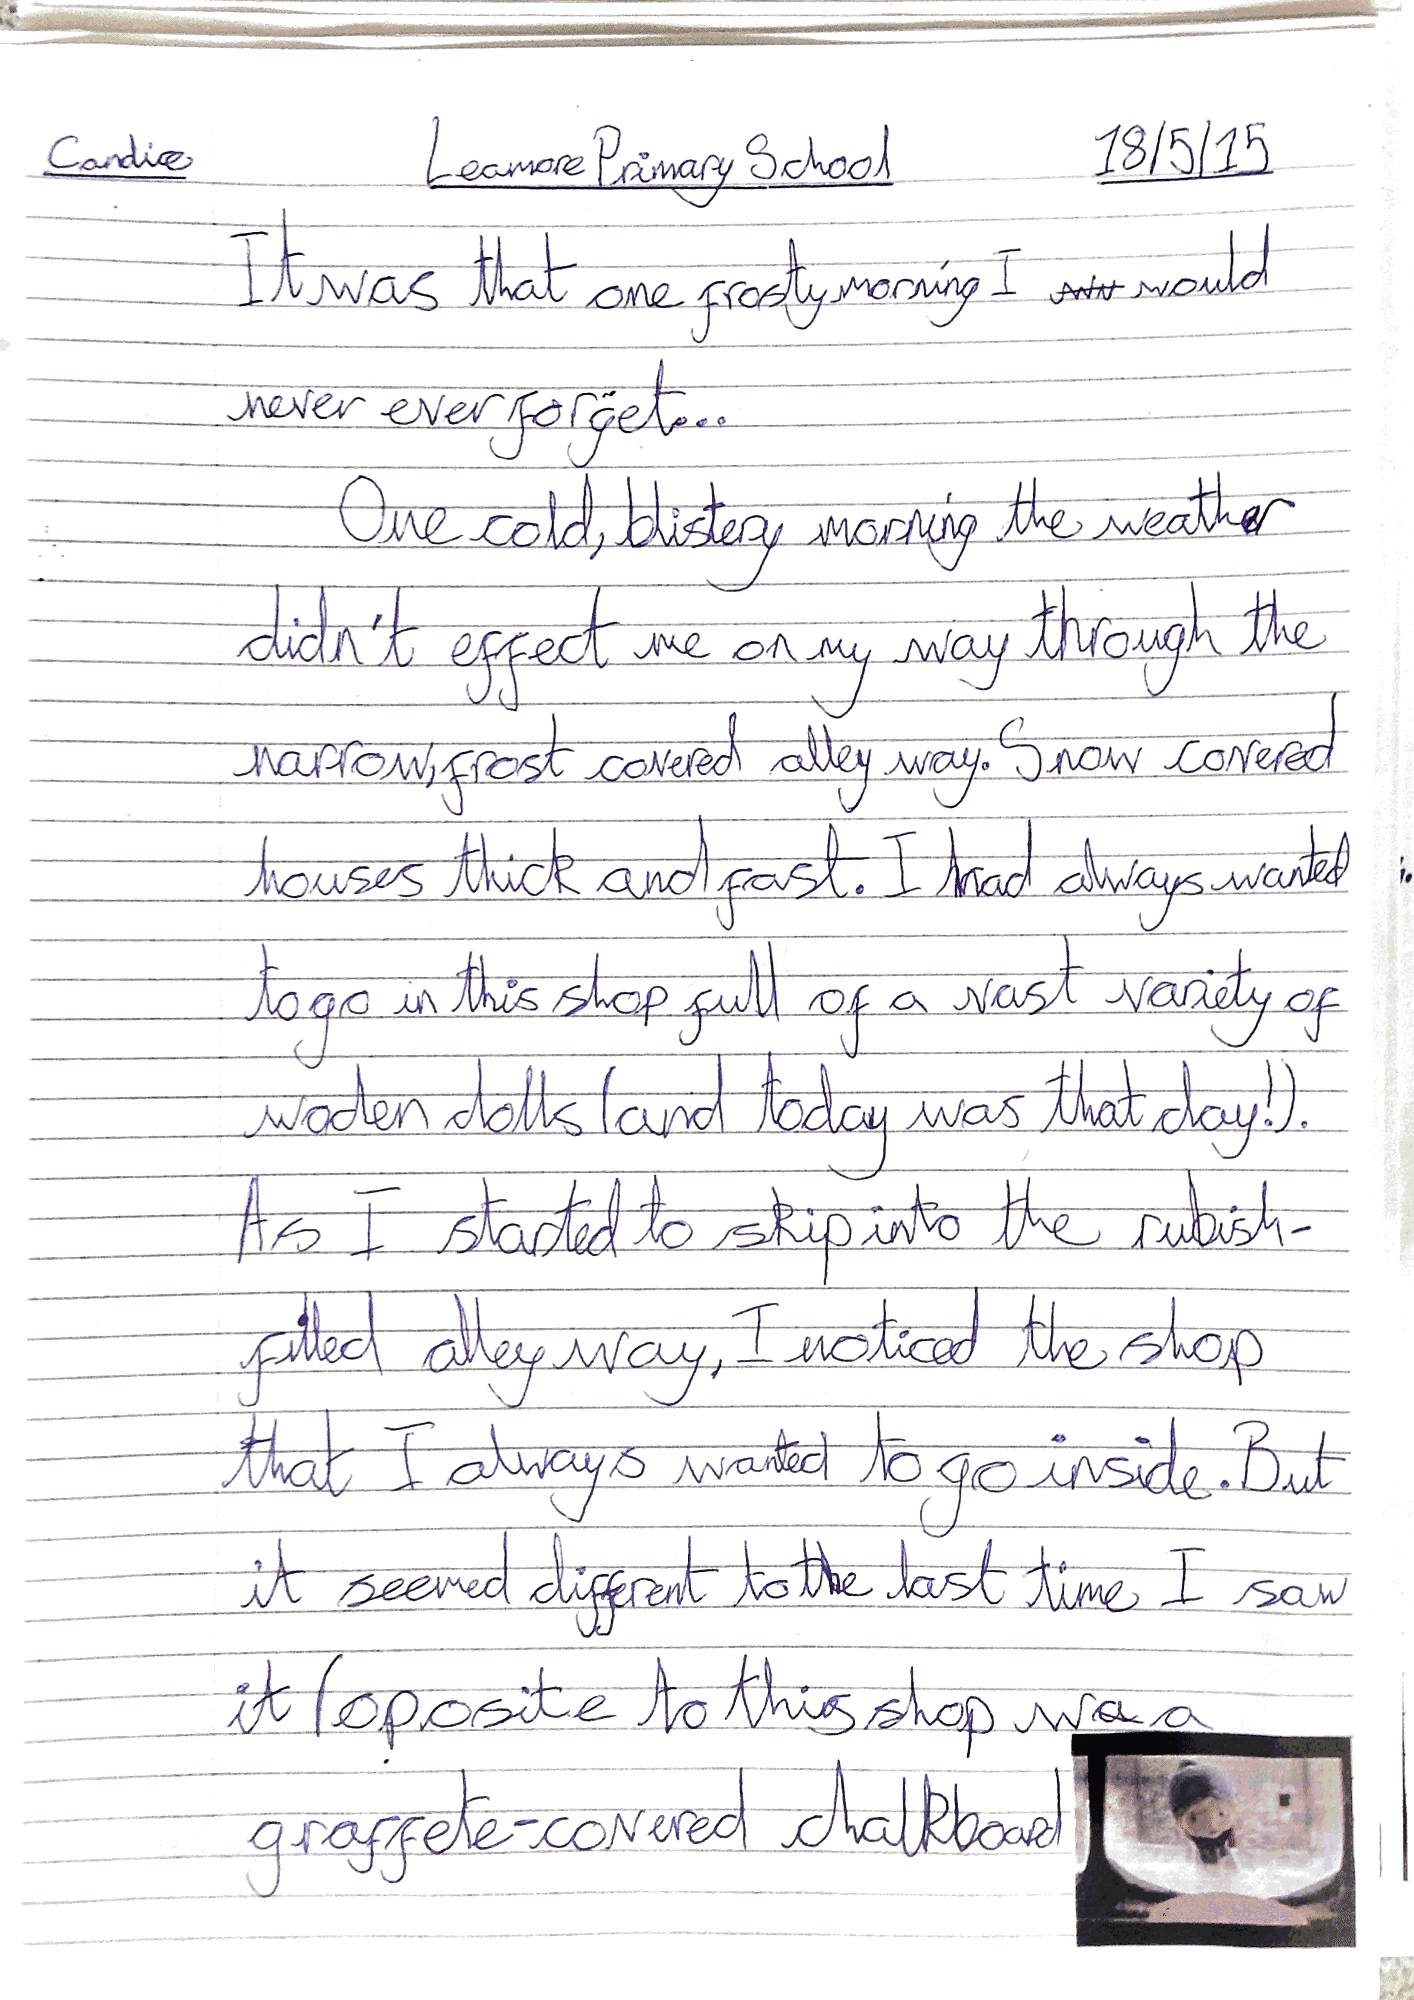 Candice Leamore Primary School 18/5/15
It was that one frosty morning I would
never ever forget...
One cold, blistery morning the weather
didn't effect me on my way through the
narrow, frost covered alley way. Snow covered
houses thick and fast. I had always wanted
to go in this shop full of a vast variety of
woden dolls (and today was that day!).
As I started to skip into the rubish-
filled alley way, I noticed the shop
that I always wanted to go inside. But
it seemed different to the last time I saw
it (oposite to this shop wa a
graffete-covered chalkboard